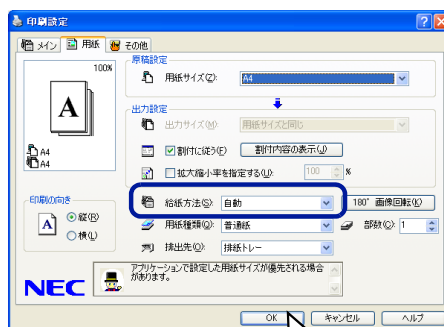 印刷設定
メイン 用紙 その他
100%
A
A4
A4
原稿設定
用紙サイズ(Z): A4
出力設定
出力サイズ(M): 用紙サイズと同じ
割付に従う(F) 割付内容の表示(J)
拡大縮小率を指定する(J): 100 %
給紙方法(S): 自動 180° 画像回転(K)
用紙種類(Q): 普通紙 部数(C): 1
排出先(O): 排紙トレー
印刷の向き
A
縦(R)
横(L)
NEC
アプリケーションで設定した用紙サイズが優先される場合
があります。
OK キャンセル ヘルプ